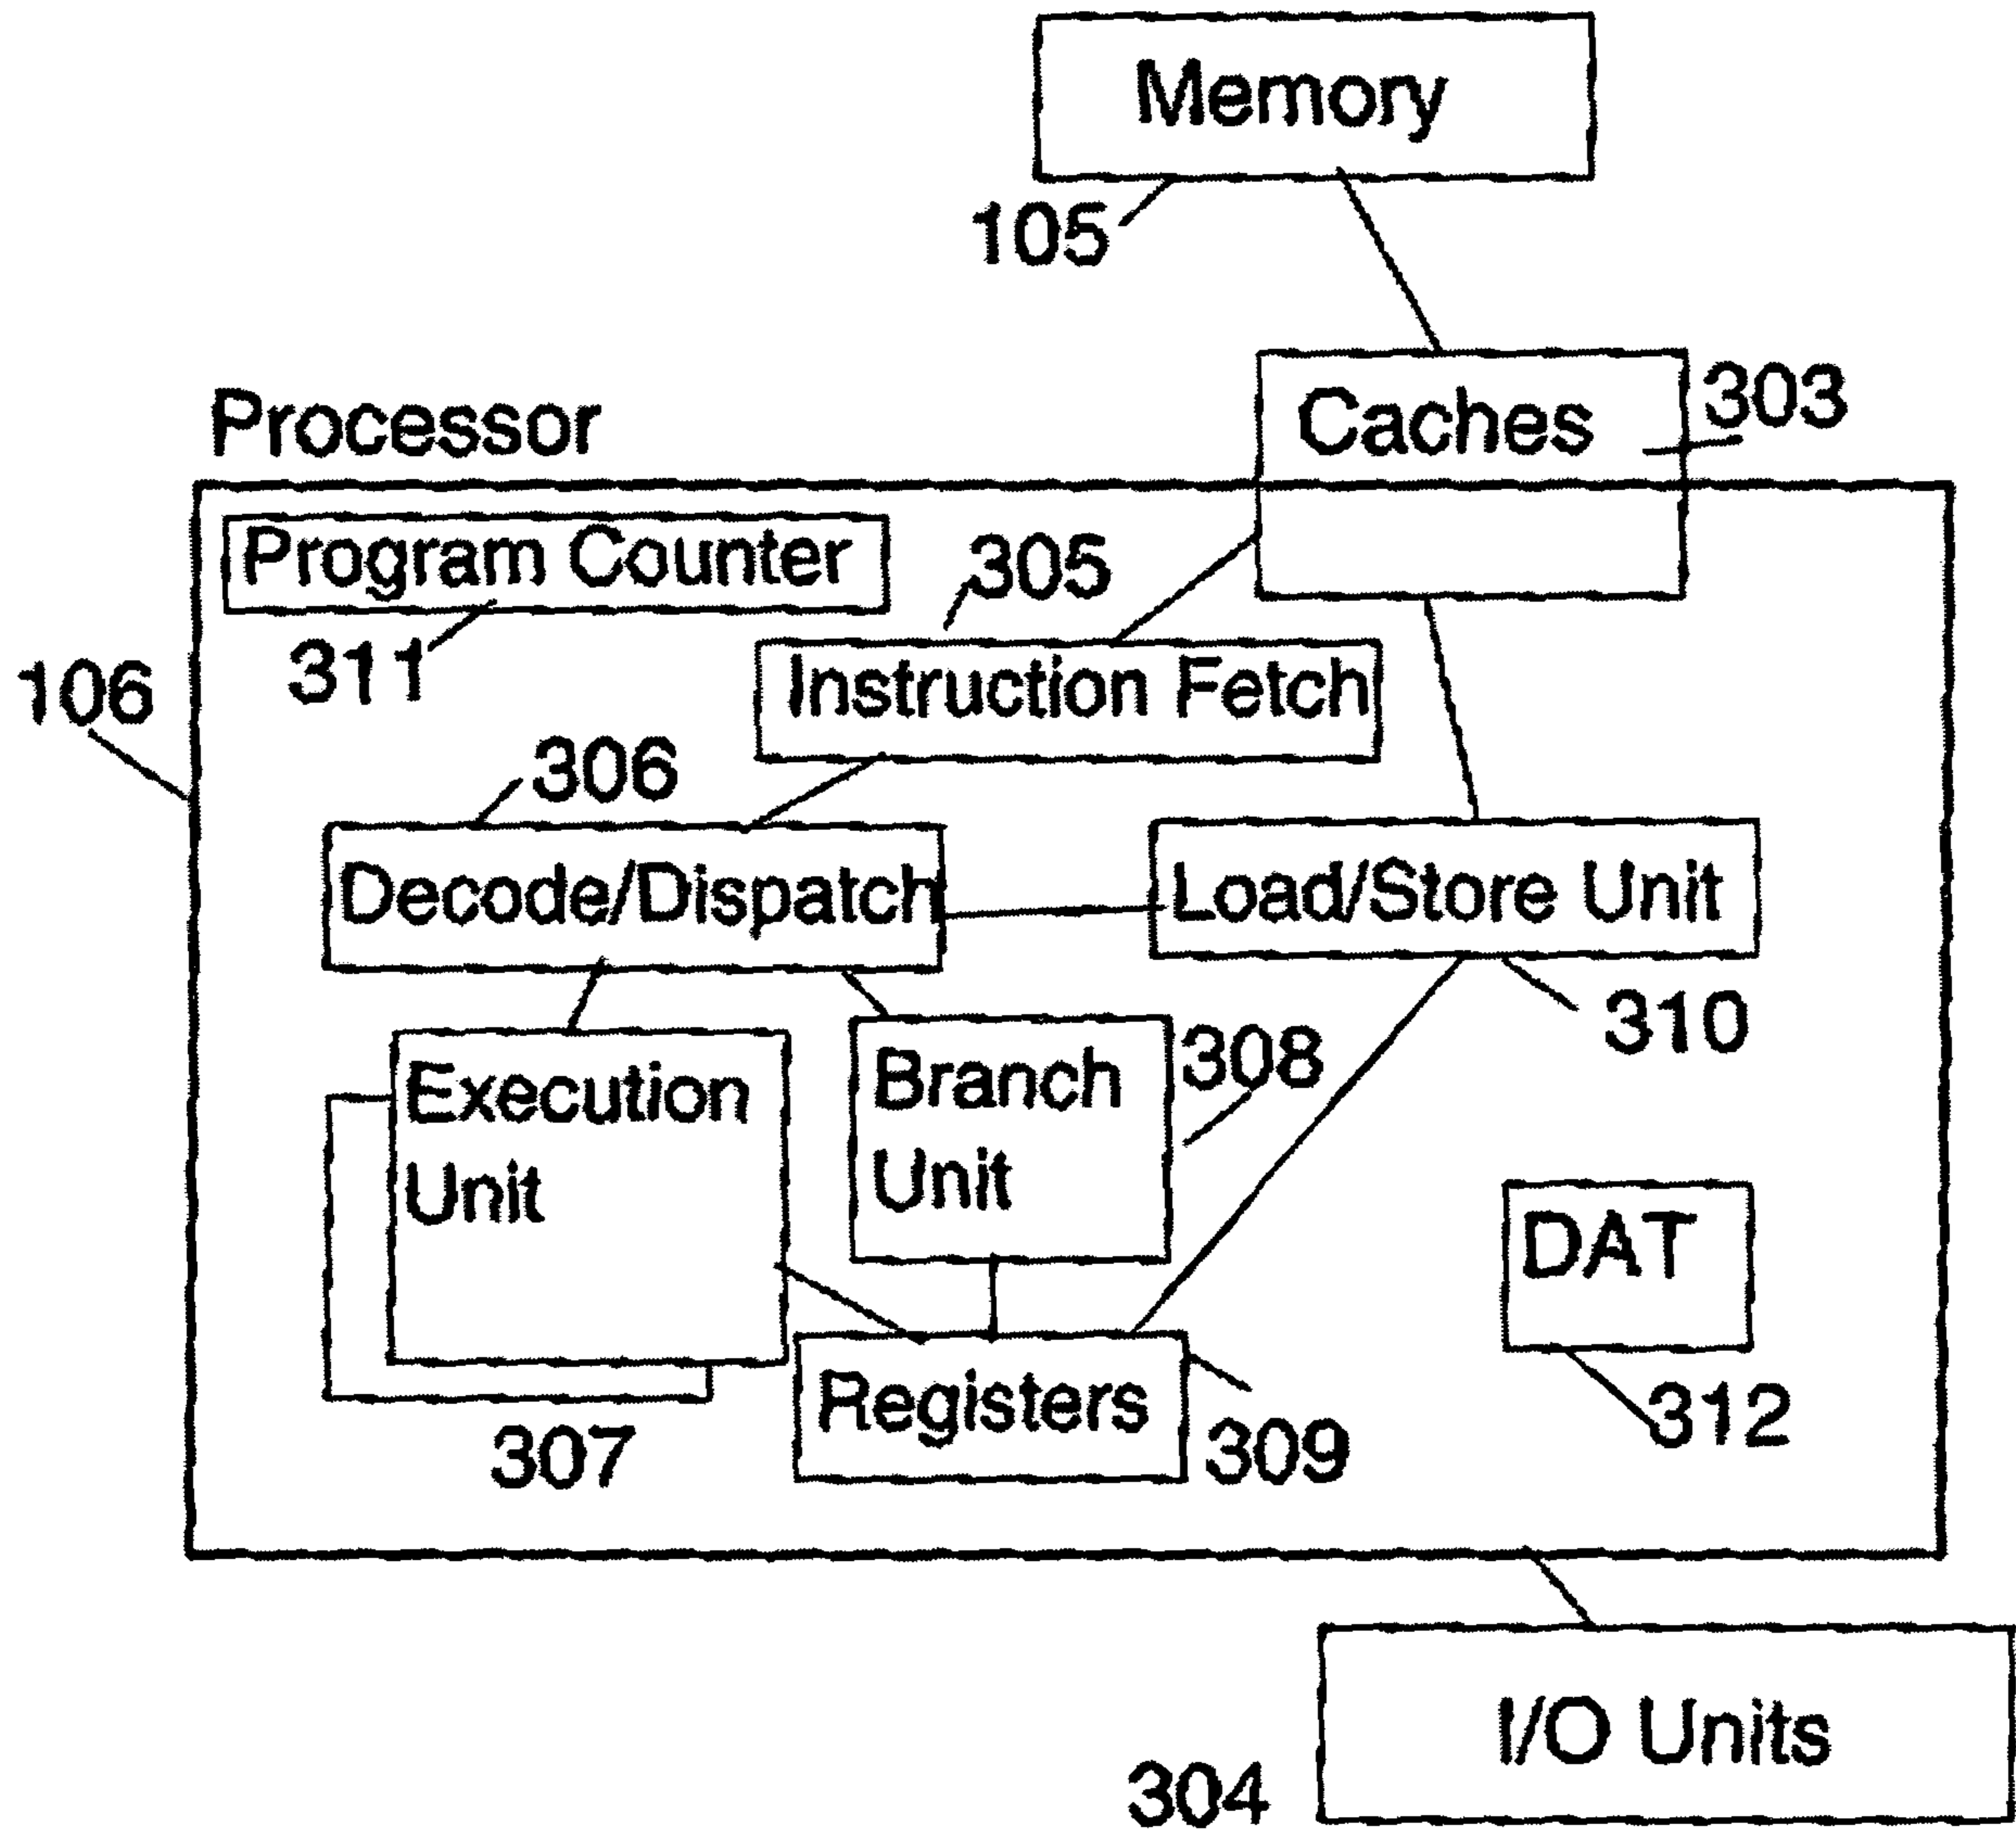 Memory
105
Caches
303
Processor
Program Counter
305
311
Instruction Fetch
106
306
Decode/Dispatch
Load/Store Unit
310
Execution
Unit
Branch
Unit
308
DAT
Registers
312
307
309
I/O Units
304